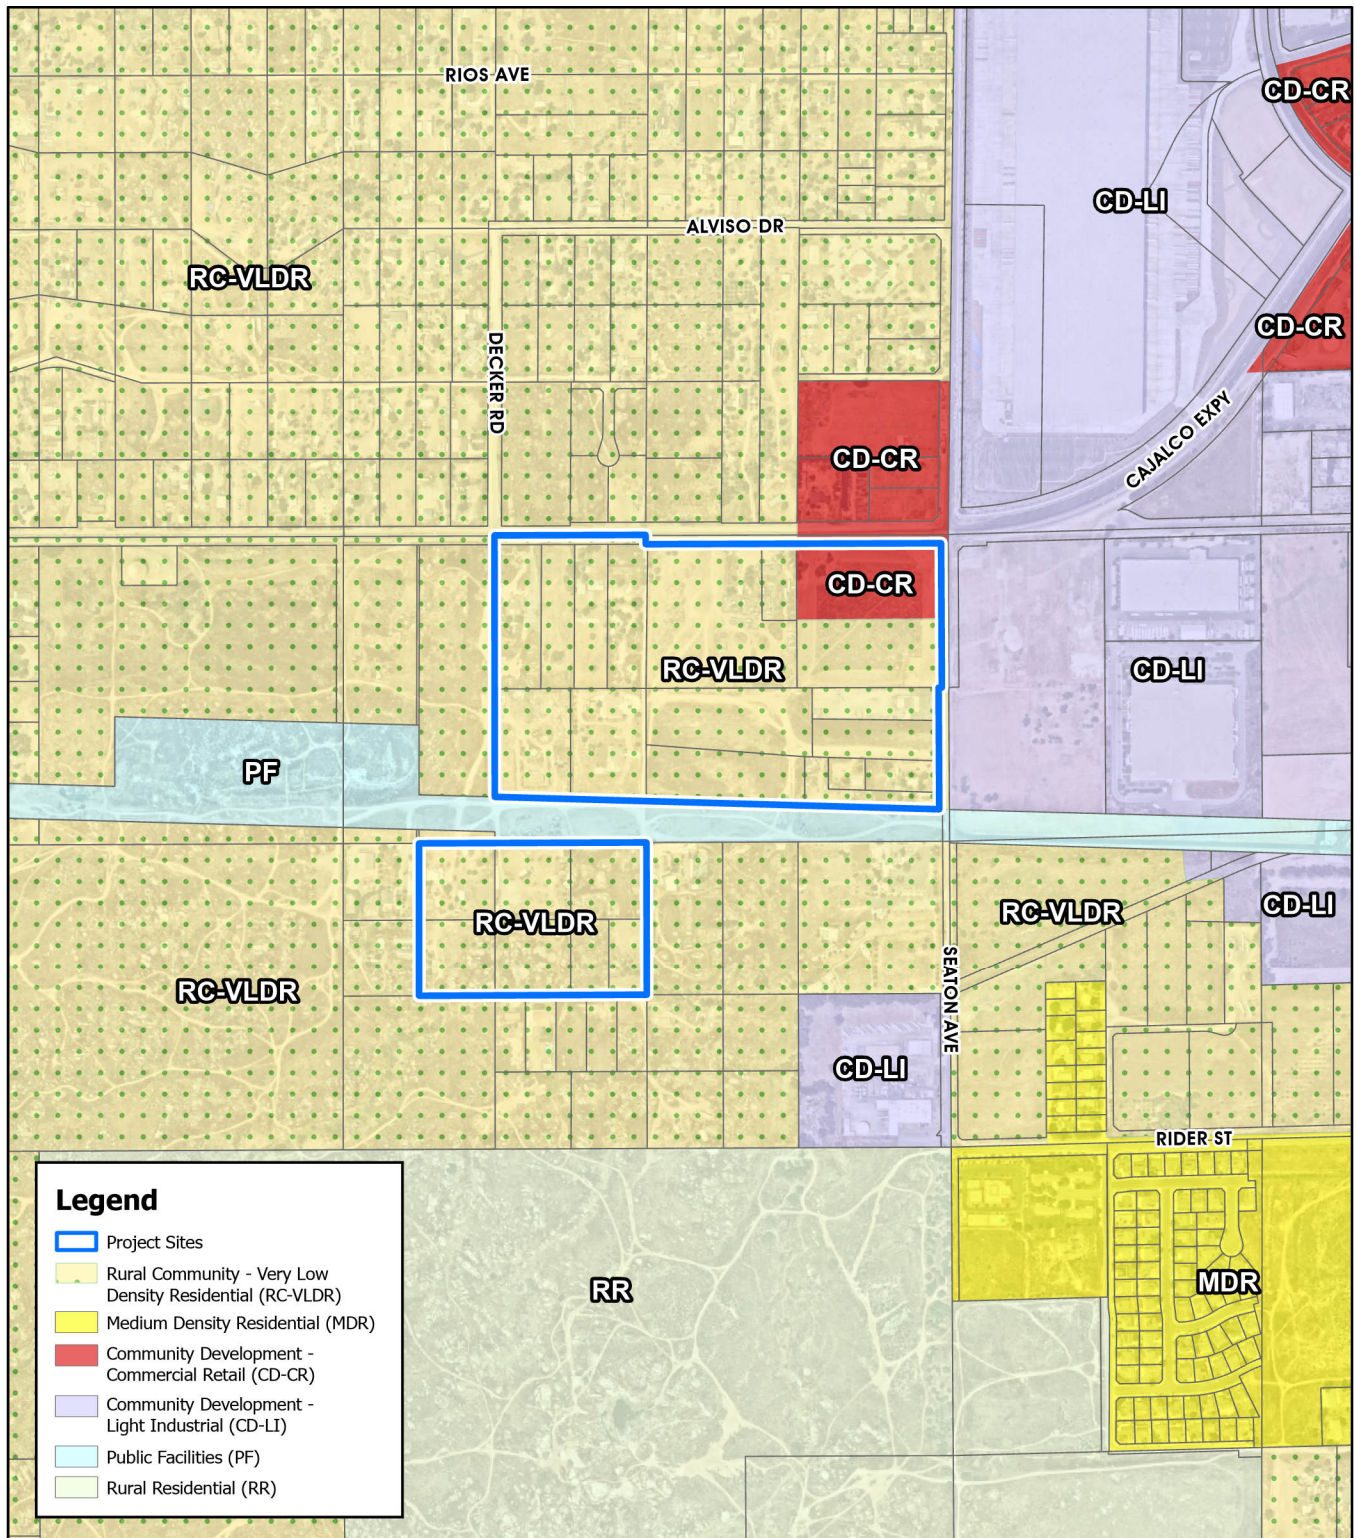 RIOS AVE
CD-CR
CD-LI
ALVISO DR
RC-VLDR
CD-CR
DECKER RD
CAJALCO EXPY
CD-CR
CD-CR
RC-VLDR
CD-LI
PF
RC-VLDR
CD-LI
RC-VLDR
RC-VLDR
SEATON AVE
CD-LI
RIDER ST
RR
MDR
Legend
Project Sites
Rural Community - Very Low
Density Residential (RC-VLDR)
Medium Density Residential (MDR)
Community Development -
Commercial Retail (CD-CR)
Community Development -
Light Industrial (CD-LI)
Public Facilities (PF)
Rural Residential (RR)